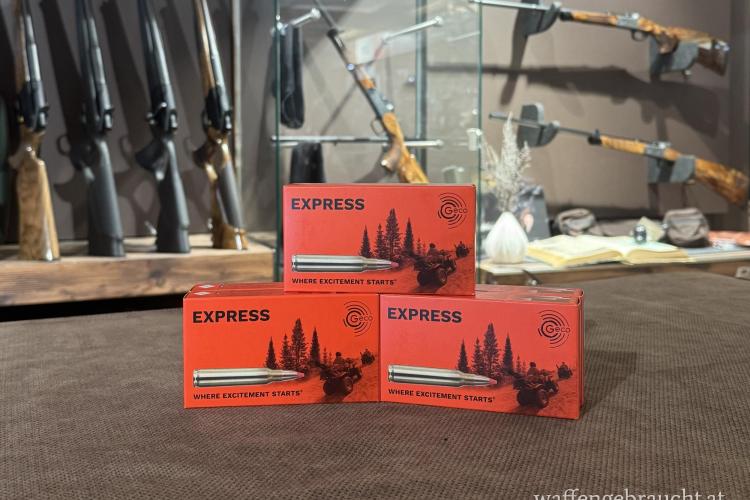 EXPRESS
Geco
WHERE EXCITEMENT STARTS®
EXPRESS
Geco
WHERE EXCITEMENT STARTS®
EXPRESS
Geco
WHERE EXCITEMENT STARTS®
waffengebraucht.at